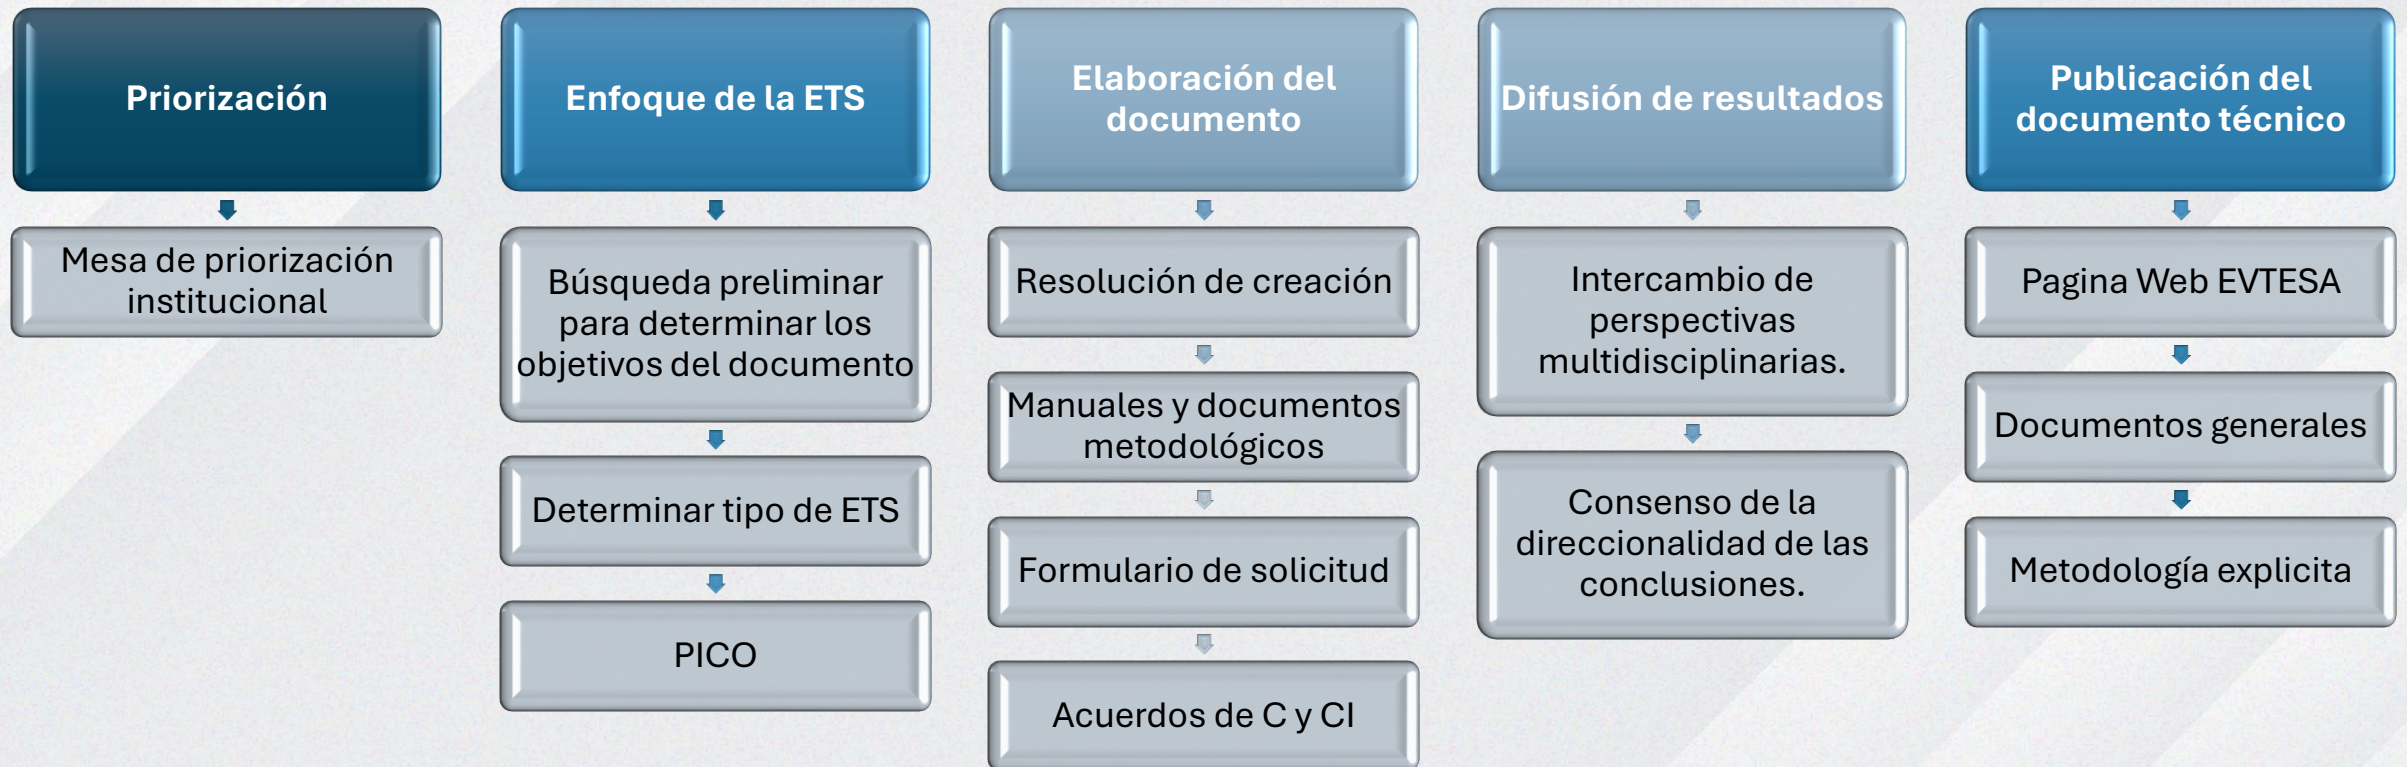 Priorización
Mesa de priorización
institucional
Enfoque de la ETS
Búsqueda preliminar
para determinar los
objetivos del documento
Determinar tipo de ETS
PICO
Elaboración del
documento
Resolución de creación
Manuales y documentos
metodológicos
Formulario de solicitud
Acuerdos de C y CI
Difusión de resultados
Intercambio de
perspectivas
multidisciplinarias.
Consenso de la
direccionalidad de las
conclusiones.
Publicación del
documento técnico
Pagina Web EVTESA
Documentos generales
Metodología explicita